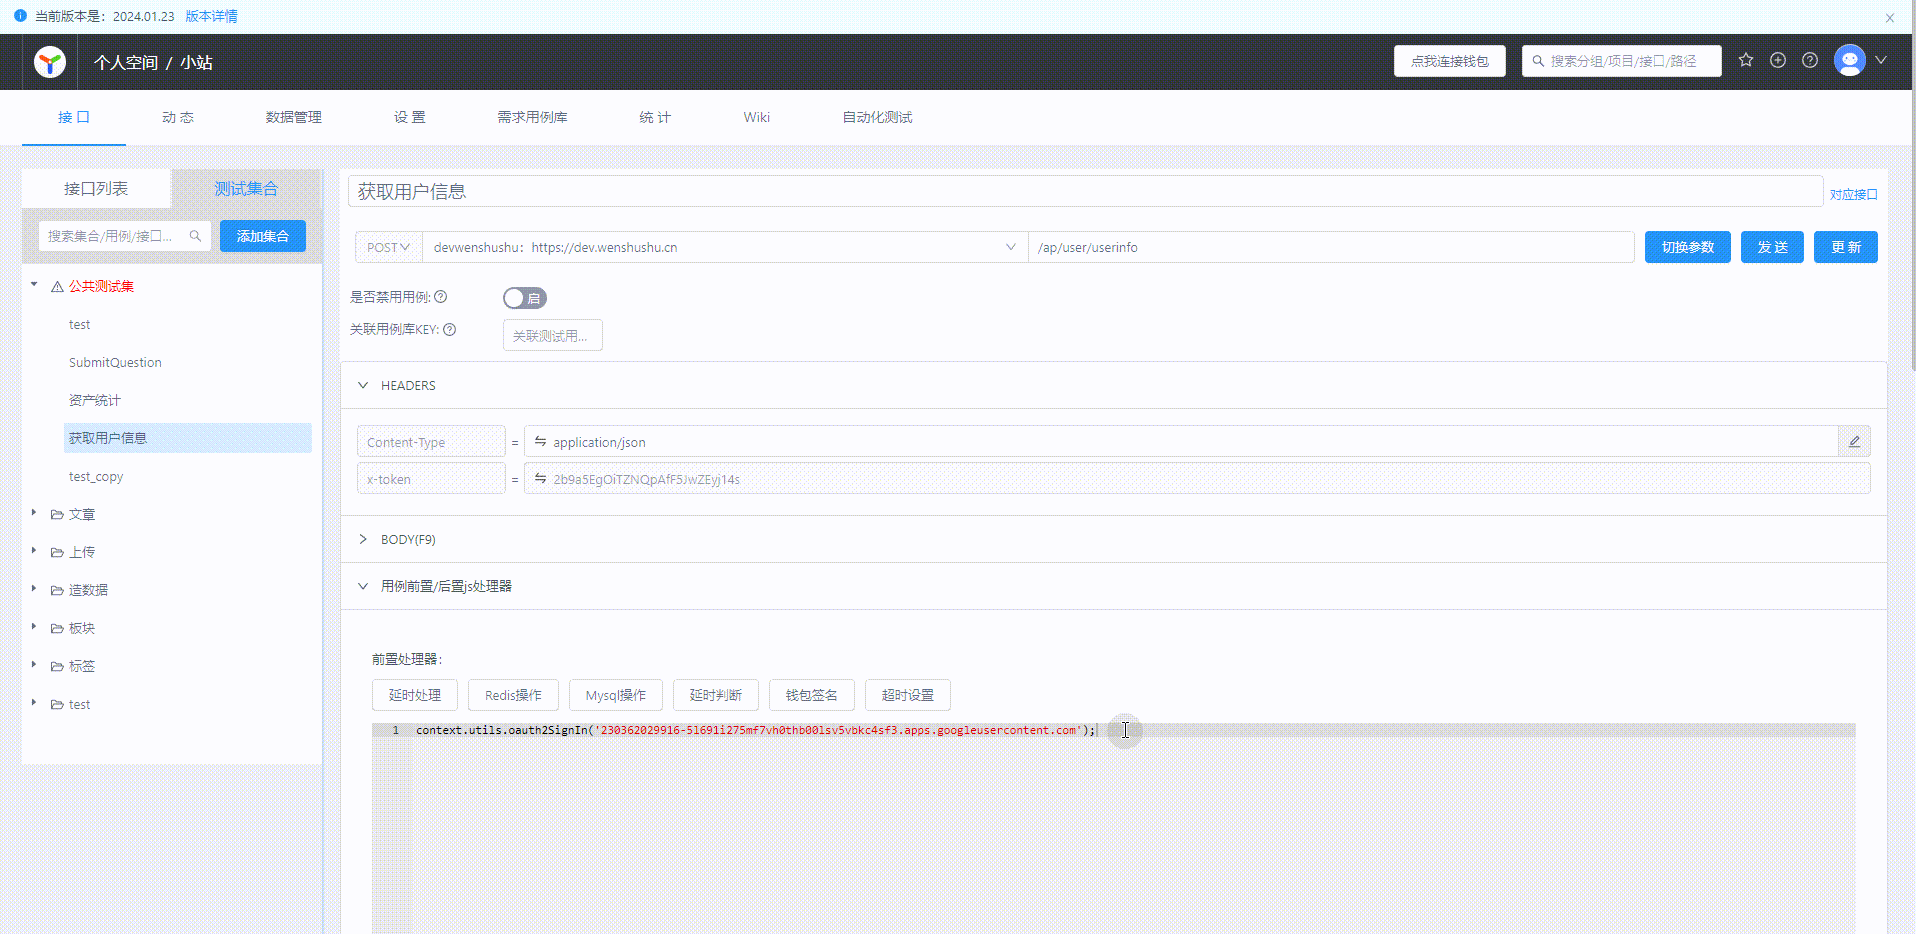 当前版本是：2024.01.23 版本详情
个人空间 / 小站
点我连接钱包
搜索分组/项目/接口/路径
接口 动态 数据管理 设置 需求用例库 统计 Wiki 自动化测试
接口列表 测试集合
搜索集合/用例/接口... 添加集合
公共测试集
test
SubmitQuestion
资产统计
获取用户信息
test_copy
文章
上传
造数据
板块
标签
test
获取用户信息 对应接口
POST devwenshushu：https://dev.wenshushu.cn /ap/user/userinfo 切换参数 发送 更新
是否禁用用例: 启
关联用例库KEY: 关联测试用...
HEADERS
Content-Type = application/json
x-token = 2b9a5EgOiTZNQpAfF5JwZEyj14s
BODY(F9)
用例前置/后置js处理器
前置处理器：
延时处理 Redis操作 Mysql操作 延时判断 钱包签名 超时设置
1 context.utils.oauth2SignIn('230362029916-5l691i275mf7vh0thb00lsv5vbkc4sf3.apps.googleusercontent.com');